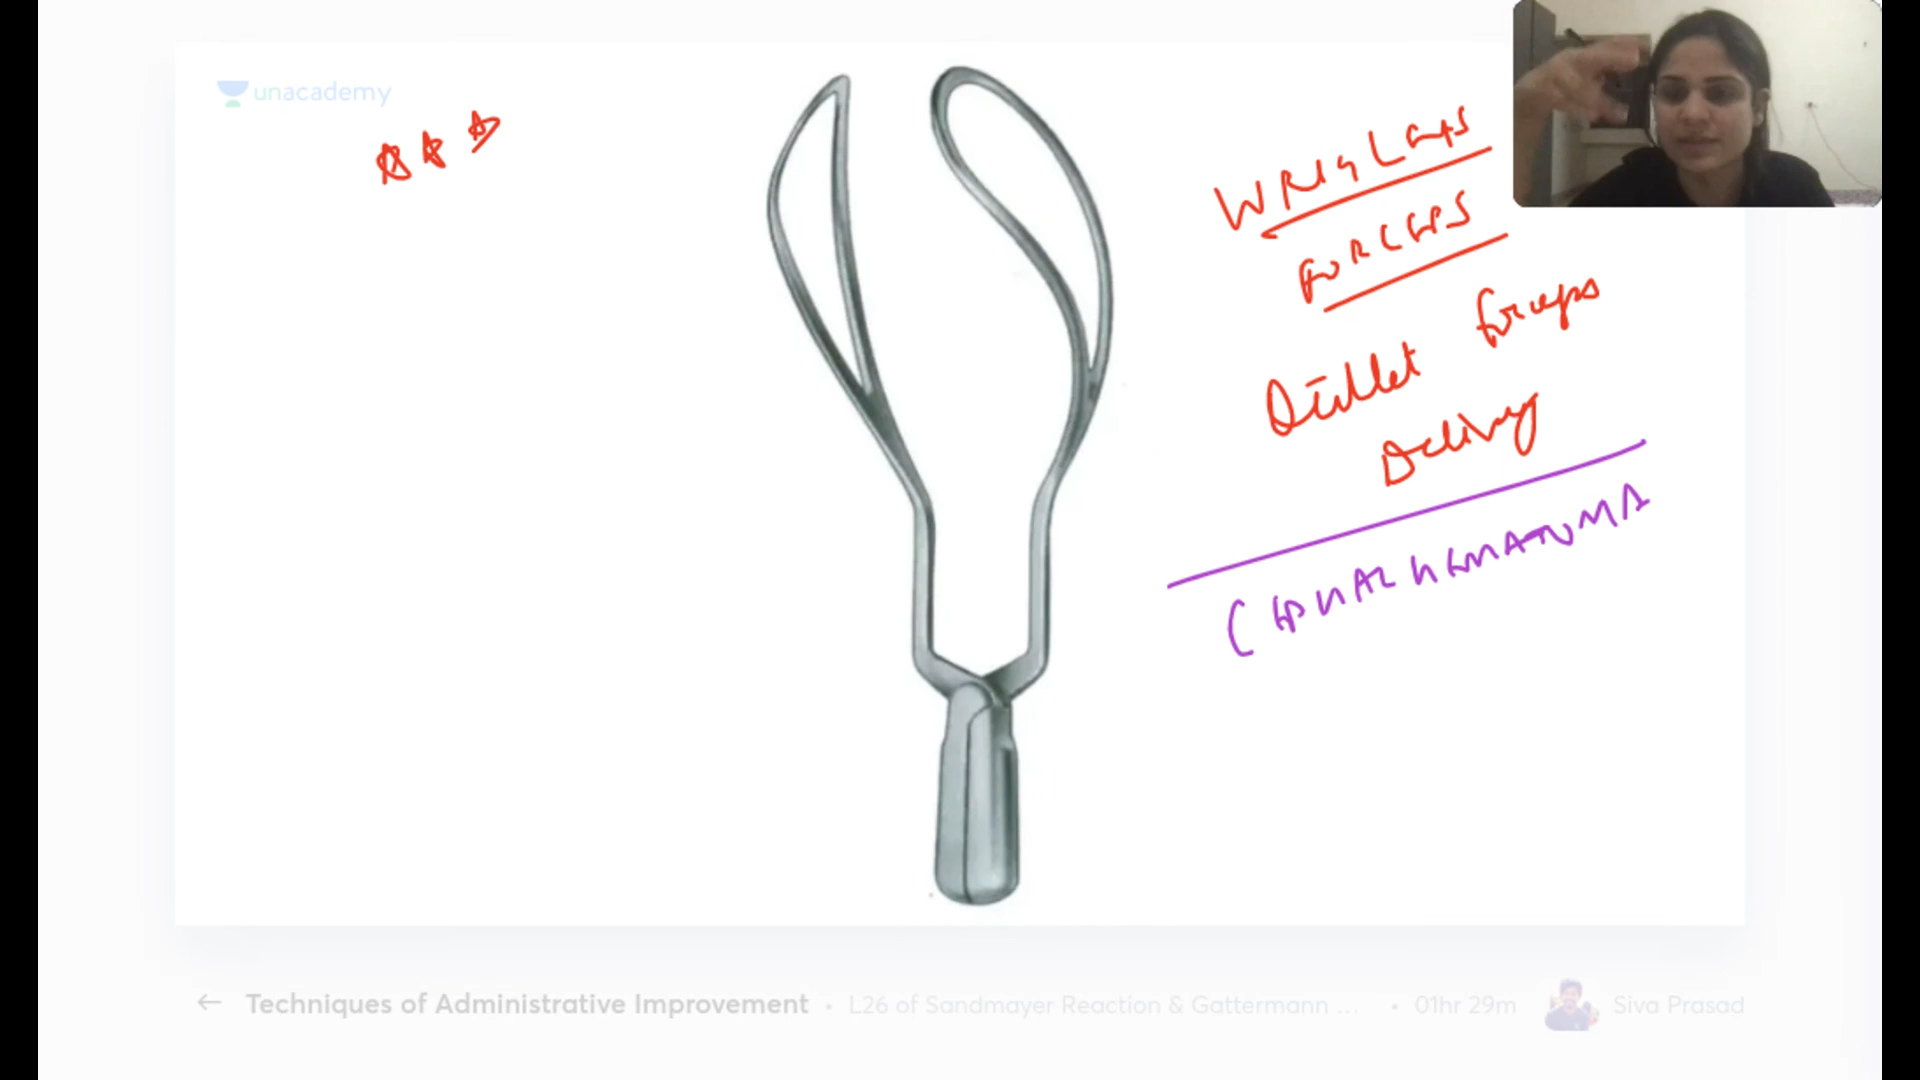 unacademy
WRIGLEYS
FORCEPS
Outlet forceps
Delivery
CEPHALHEMATOMA
Techniques of Administrative Improvement • L26 of Sandmayer Reaction & Gattermann ... • 01hr 29m Siva Prasad